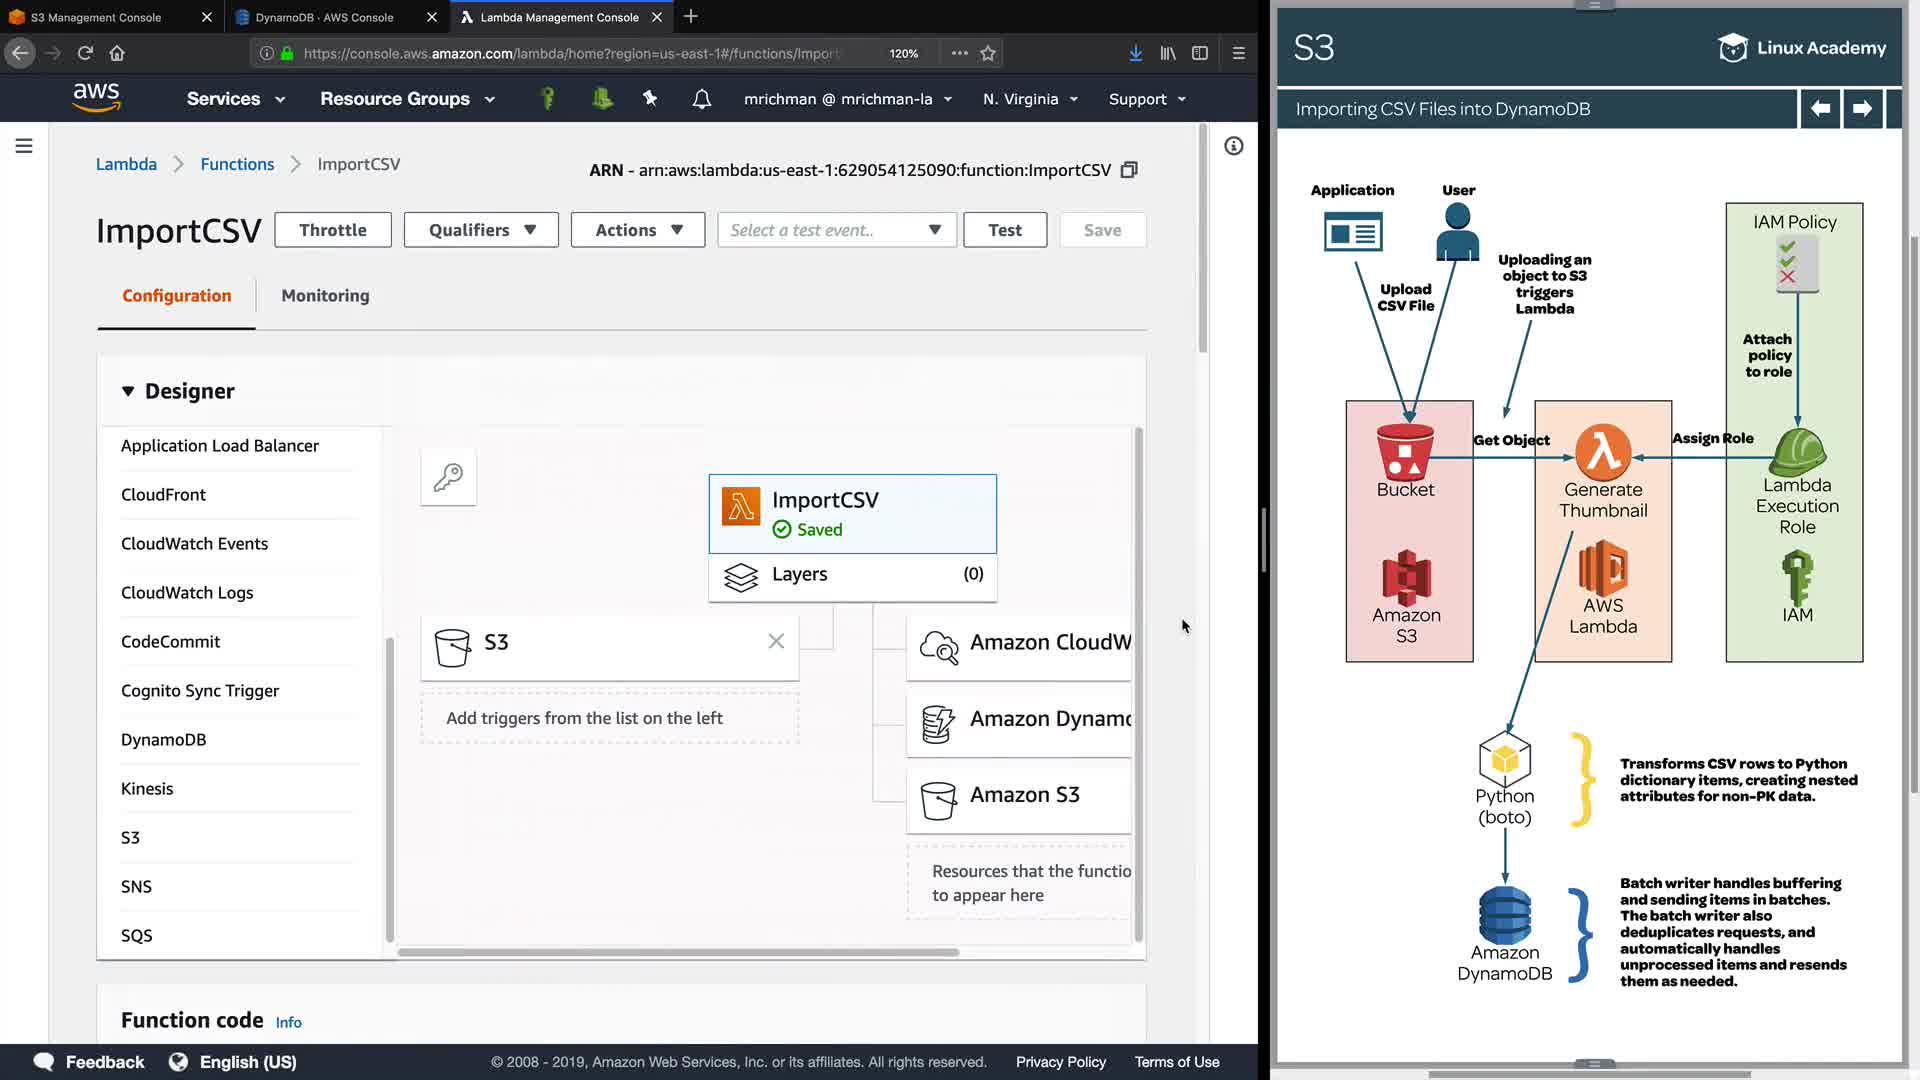 S3 Management Console
DynamoDB · AWS Console
Lambda Management Console
https://console.aws.amazon.com/lambda/home?region=us-east-1#/functions/Import
120%
aws
Services
Resource Groups
mrichman @ mrichman-la
N. Virginia
Support
Lambda
Functions
ImportCSV
ARN - arn:aws:lambda:us-east-1:629054125090:function:ImportCSV
ImportCSV
Throttle
Qualifiers
Actions
Select a test event..
Test
Save
Configuration
Monitoring
Designer
Application Load Balancer
CloudFront
CloudWatch Events
CloudWatch Logs
CodeCommit
Cognito Sync Trigger
DynamoDB
Kinesis
S3
SNS
SQS
ImportCSV
Saved
Layers
(0)
S3
Add triggers from the list on the left
Amazon CloudW
Amazon Dynamo
Amazon S3
Resources that the functio
to appear here
Function code
Info
Feedback
English (US)
© 2008 - 2019, Amazon Web Services, Inc. or its affiliates. All rights reserved.
Privacy Policy
Terms of Use
S3
Linux Academy
Importing CSV Files into DynamoDB
Application
User
Upload
CSV File
Uploading an
object to S3
triggers
Lambda
IAM Policy
Attach
policy
to role
Get Object
Assign Role
Bucket
Generate
Thumbnail
Lambda
Execution
Role
Amazon
S3
AWS
Lambda
IAM
Python
(boto)
Transforms CSV rows to Python
dictionary items, creating nested
attributes for non-PK data.
Amazon
DynamoDB
Batch writer handles buffering
and sending items in batches.
The batch writer also
deduplicates requests, and
automatically handles
unprocessed items and resends
them as needed.